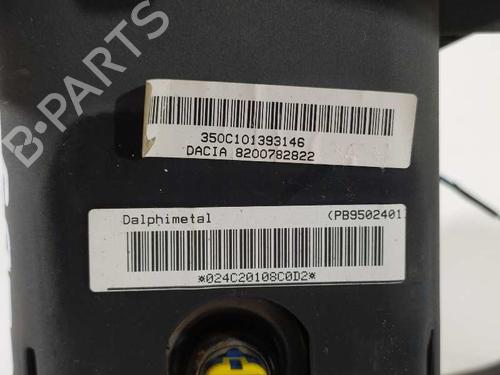 350C101393146
DACIA 8200782822
Dalphimetal (PB9502401)
*024C20108C0D2*
B-PARTS